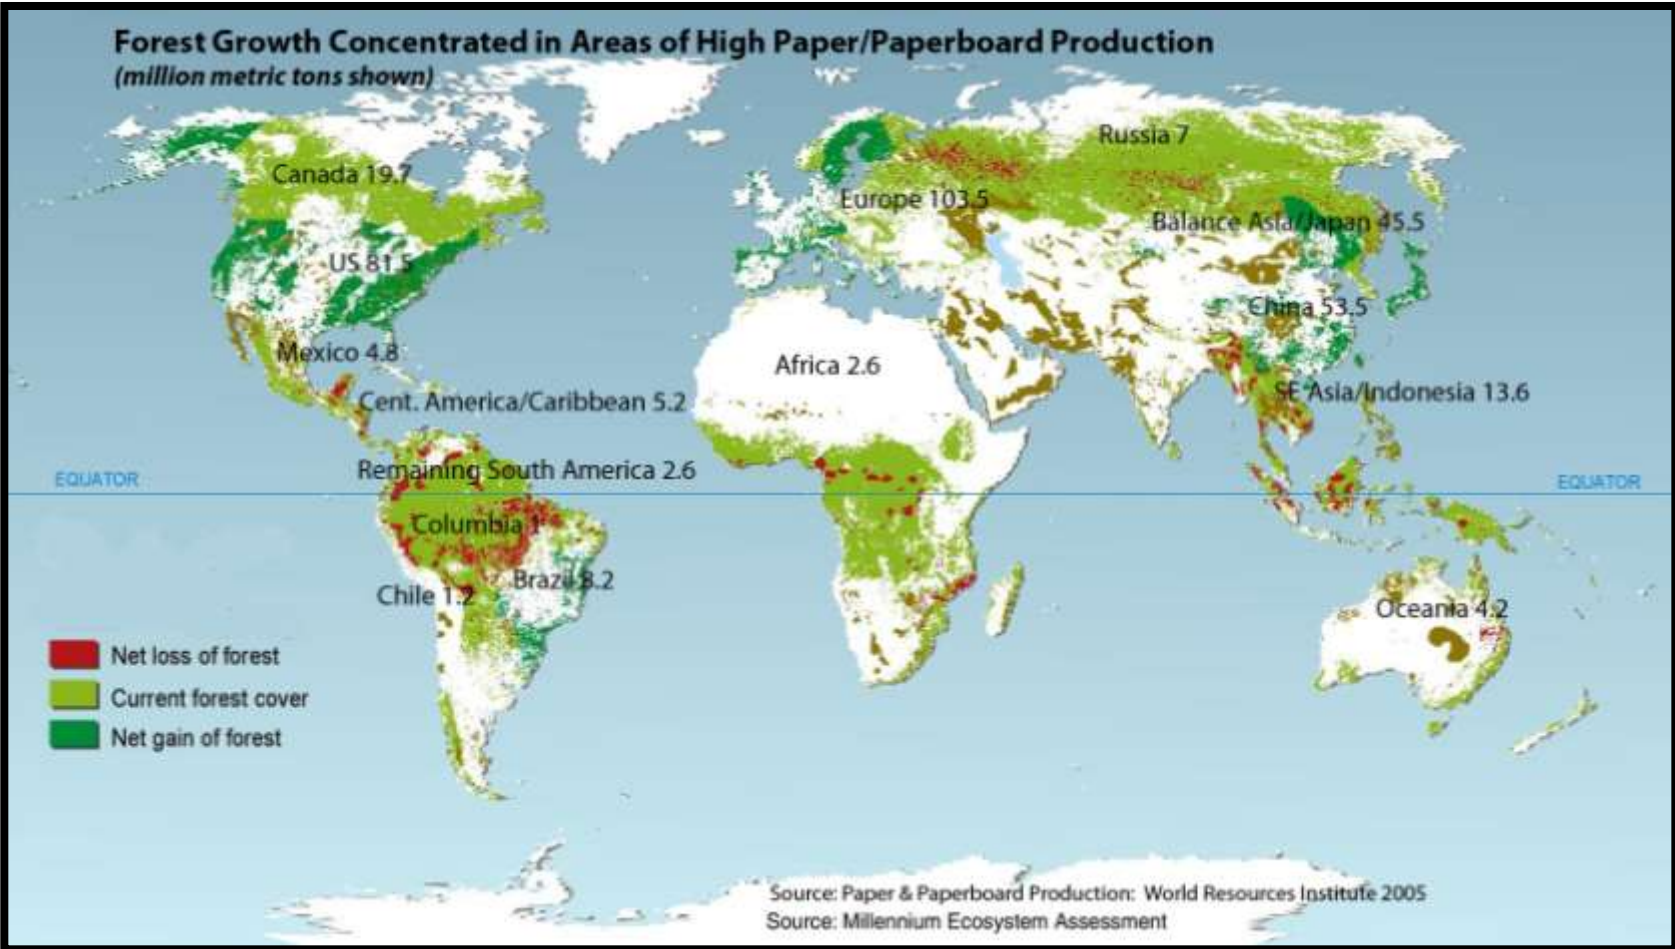 Forest Growth Concentrated in Areas of High Paper/Paperboard Production
(million metric tons shown)
Russia 7
Canada 19.7
Europe 103.5
Balance Asia/Japan 45.5
US 81.5
China 53.5
Mexico 4.8
Africa 2.6
Cent. America/Caribbean 5.2
SE Asia/Indonesia 13.6
Remaining South America 2.6
EQUATOR
EQUATOR
Columbia 1
Brazil 8.2
Chile 1.2
Oceania 4.2
Net loss of forest
Current forest cover
Net gain of forest
Source: Paper & Paperboard Production: World Resources Institute 2005
Source: Millennium Ecosystem Assessment